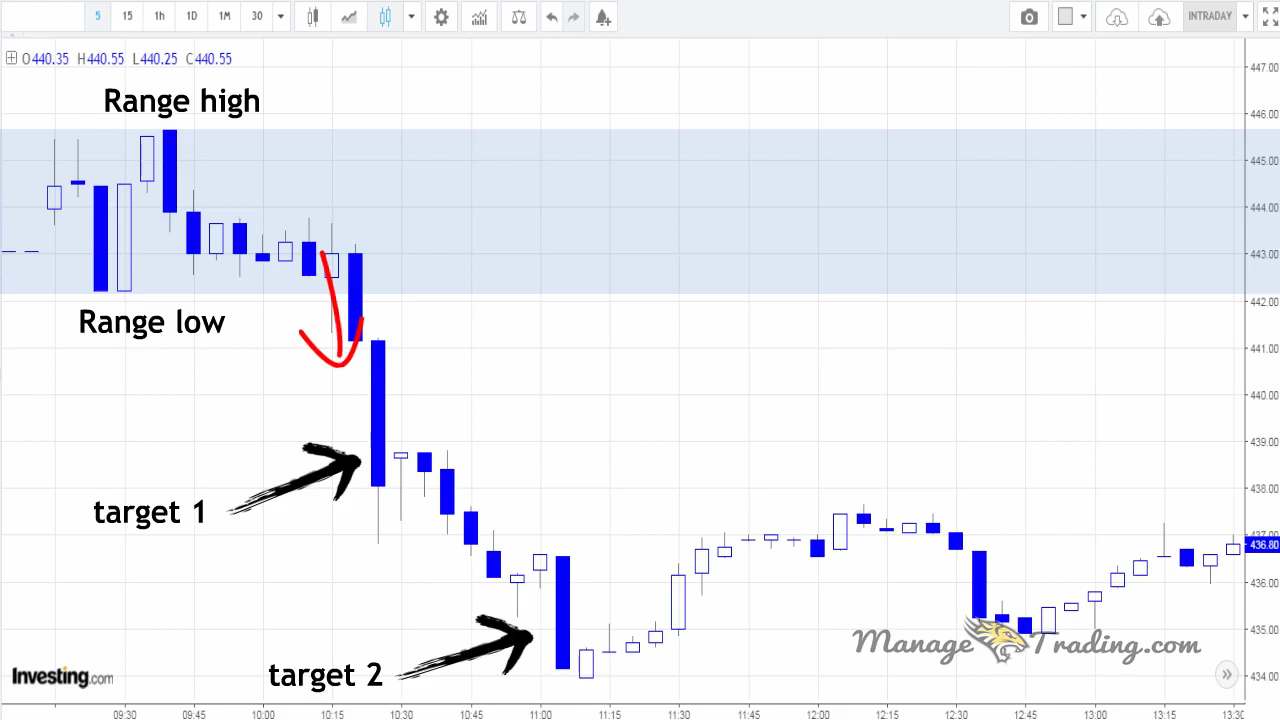 5 15 1h 1D 1M 30 INTRADAY
O440.35 H440.55 L440.25 C440.55
447.00
Range high
446.00
445.00
444.00
443.00
442.00
Range low
441.00
440.00
439.00
438.00
target 1
437.00
436.80
436.00
435.00
ManageTrading.com
target 2
Investing.com
434.00
09:30 09:45 10:00 10:15 10:30 10:45 11:00 11:15 11:30 11:45 12:00 12:15 12:30 12:45 13:00 13:15 13:30